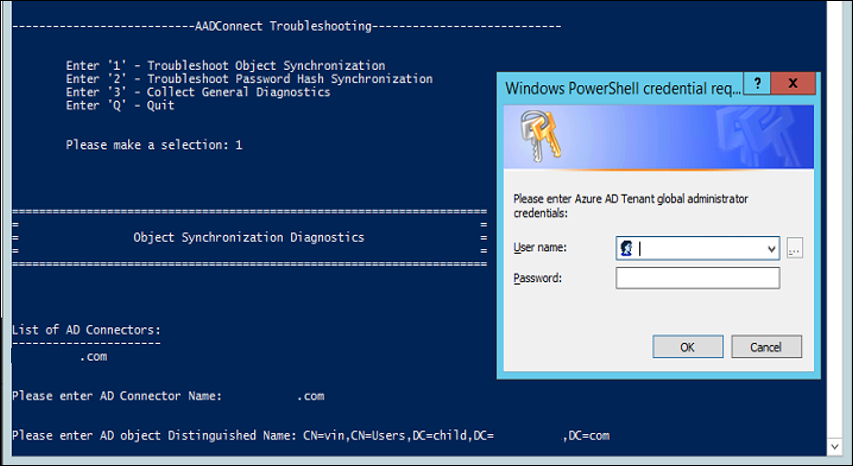 ---------------------------AADConnect Troubleshooting----------------------------
Enter '1' - Troubleshoot Object Synchronization
Enter '2' - Troubleshoot Password Hash Synchronization
Enter '3' - Collect General Diagnostics
Enter 'Q' - Quit
Please make a selection: 1
======================================================================
=                                                                    =
=                 Object Synchronization Diagnostics                 =
=                                                                    =
======================================================================
List of AD Connectors:
----------------------
.com
Please enter AD Connector Name: .com
Please enter AD object Distinguished Name: CN=vin,CN=Users,DC=child,DC= ,DC=com
Windows PowerShell credential req...
?
X
Please enter Azure AD Tenant global administrator
credentials:
User name:
...
Password:
OK
Cancel